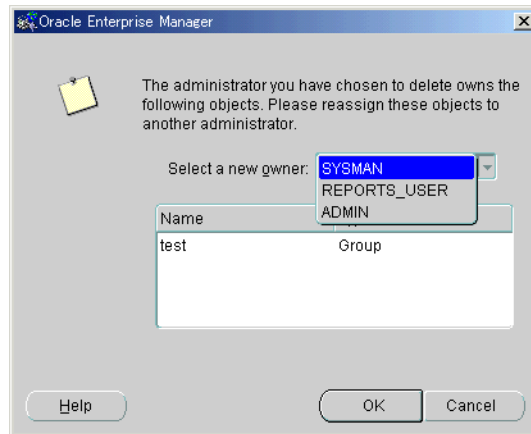 Oracle Enterprise Manager
The administrator you have chosen to delete owns the
following objects. Please reassign these objects to
another administrator.
Select a new owner: SYSMAN
REPORTS_USER
ADMIN
Name
test Group
Help OK Cancel